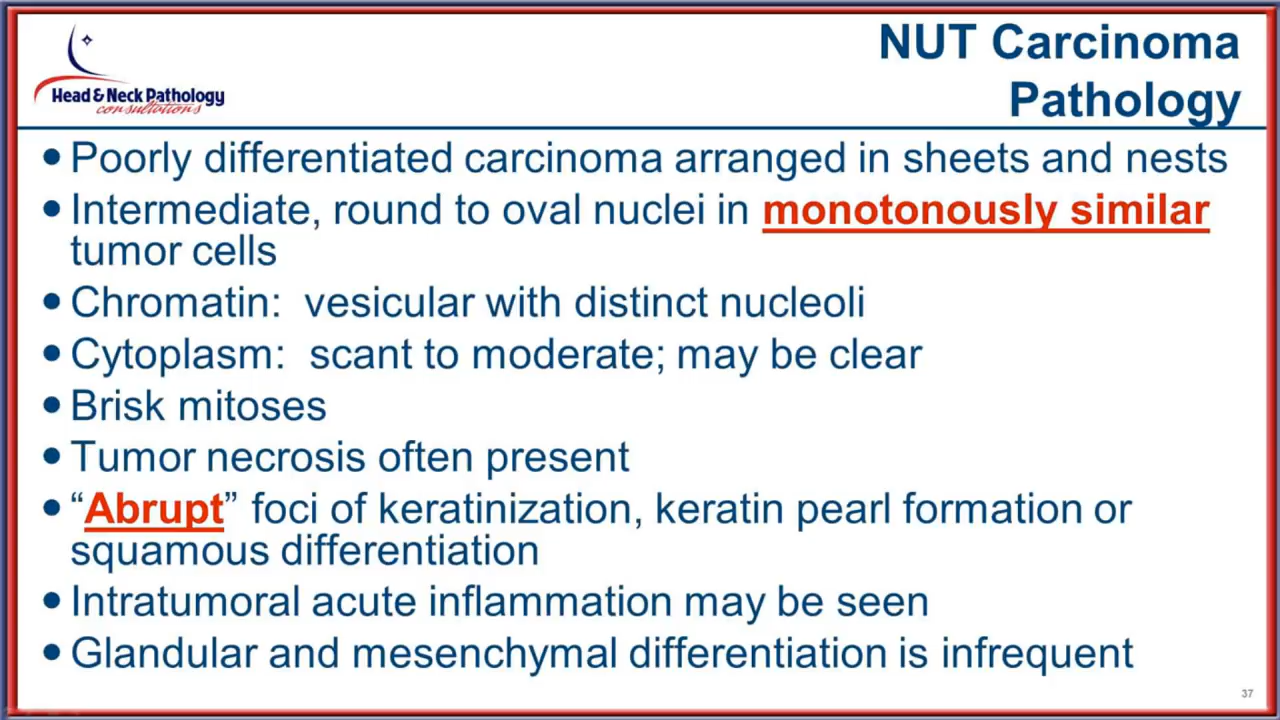 Head & Neck Pathology
consultations
NUT Carcinoma
Pathology
• Poorly differentiated carcinoma arranged in sheets and nests
• Intermediate, round to oval nuclei in monotonously similar
tumor cells
• Chromatin: vesicular with distinct nucleoli
• Cytoplasm: scant to moderate; may be clear
• Brisk mitoses
• Tumor necrosis often present
• “Abrupt” foci of keratinization, keratin pearl formation or
squamous differentiation
• Intratumoral acute inflammation may be seen
• Glandular and mesenchymal differentiation is infrequent
37